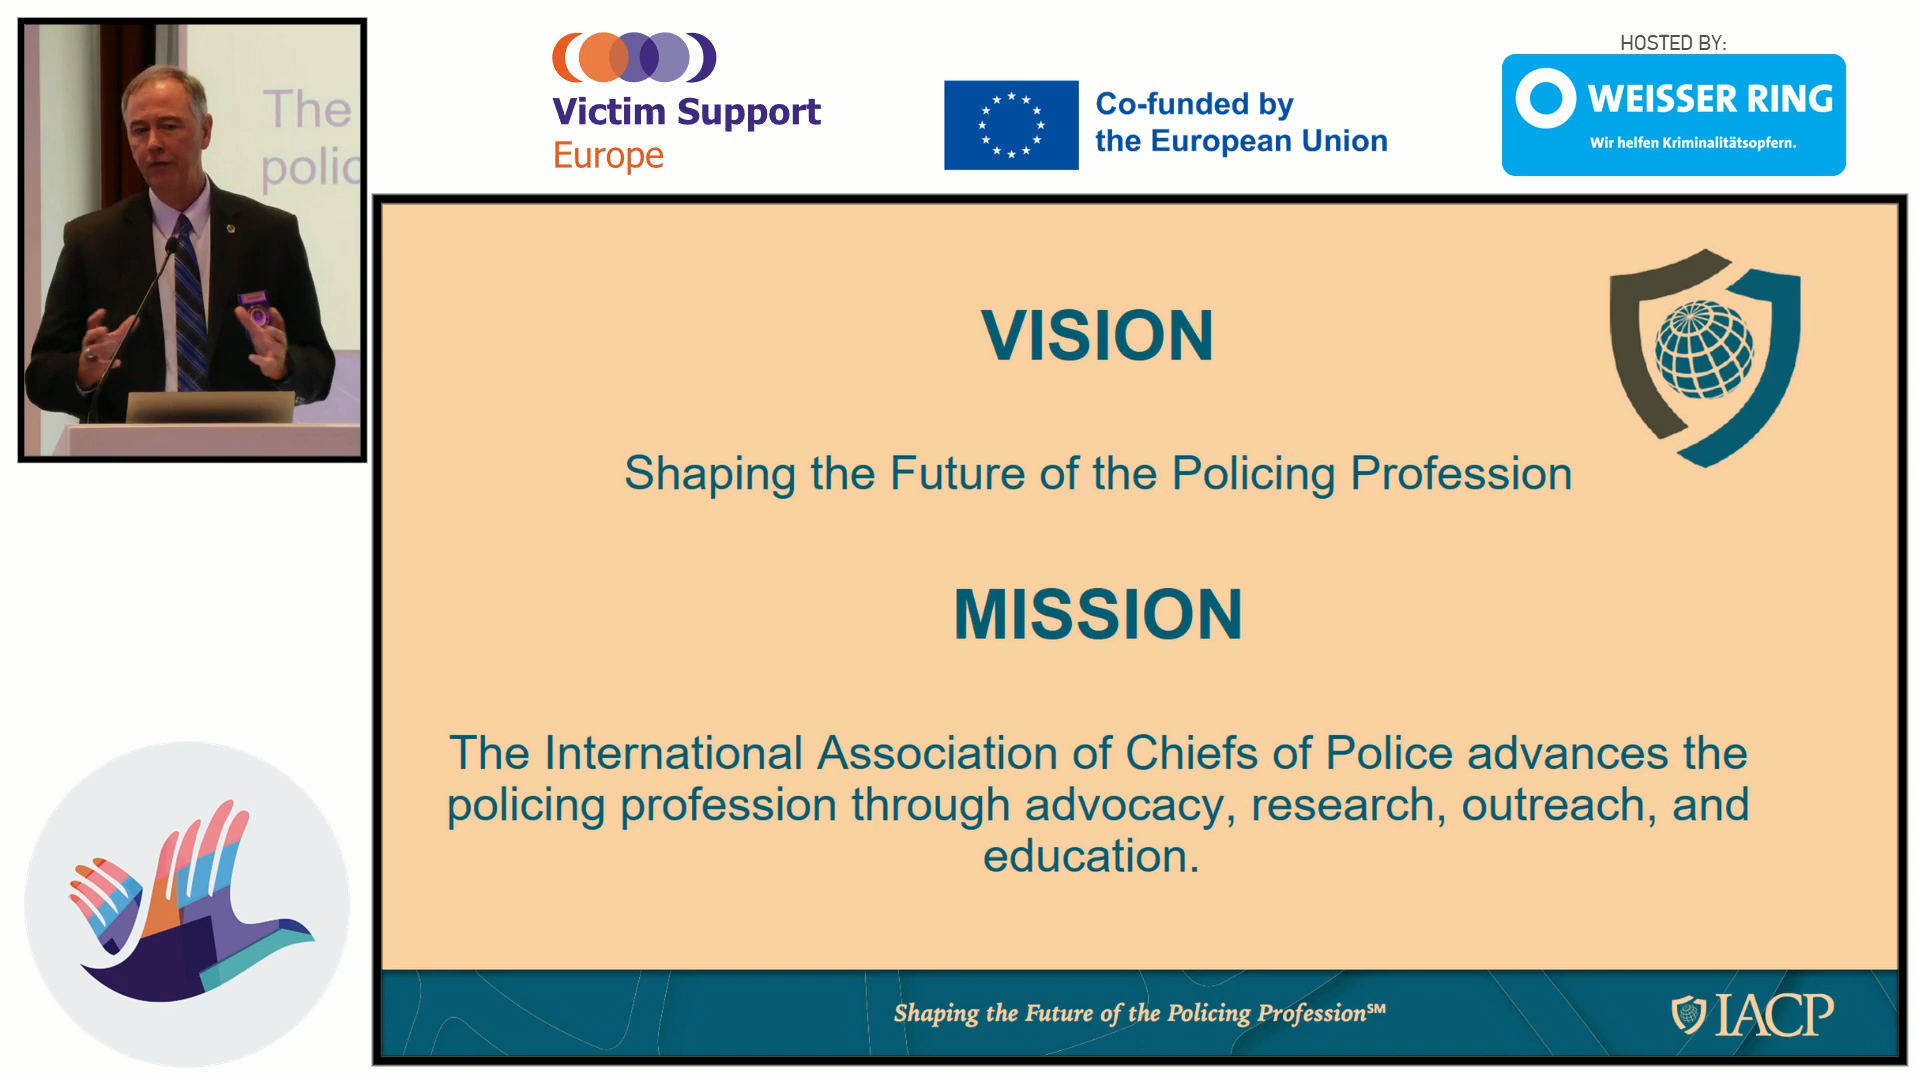 The
polic
Victim Support
Europe
Co-funded by
the European Union
HOSTED BY:
WEISSER RING
Wir helfen Kriminalitätsopfern.
VISION
Shaping the Future of the Policing Profession
MISSION
The International Association of Chiefs of Police advances the
policing profession through advocacy, research, outreach, and
education.
Shaping the Future of the Policing Profession℠
IACP